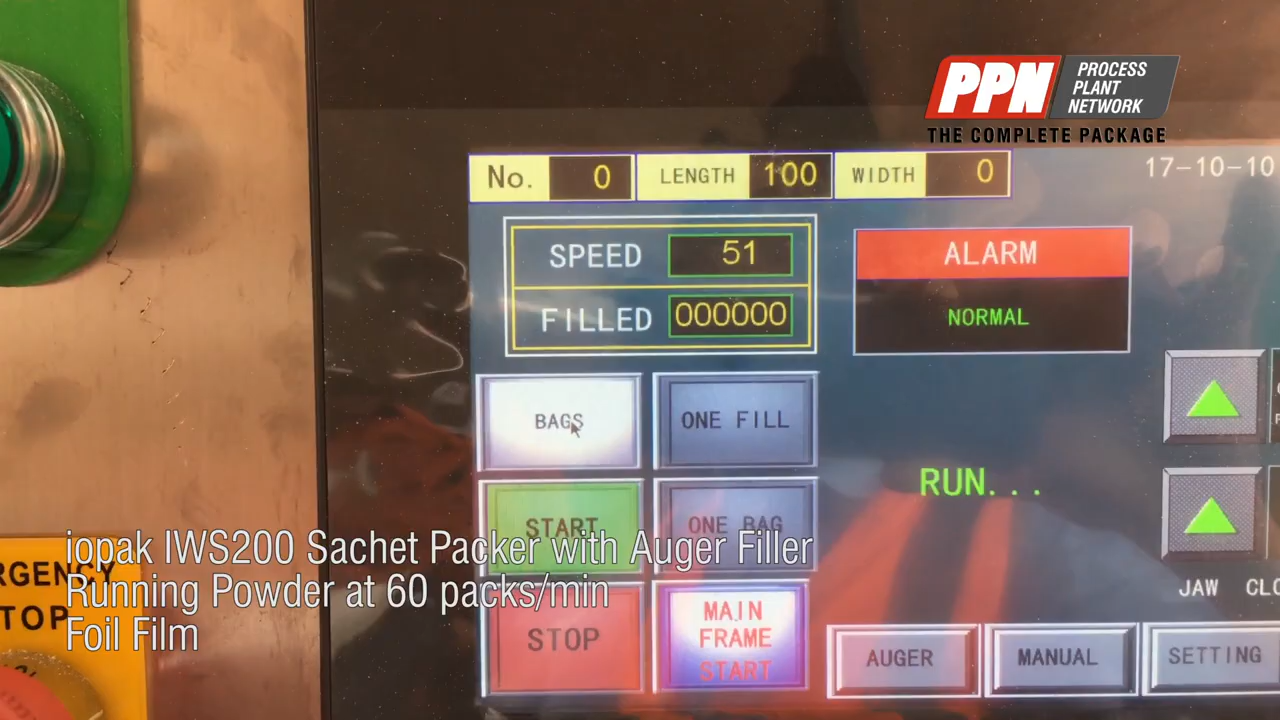 PPN PROCESS
PLANT
NETWORK
THE COMPLETE PACKAGE
No. 0 LENGTH 100 WIDTH 0 17-10-10
SPEED 51
FILLED 000000
ALARM
NORMAL
BAGS ONE FILL
RUN...
START ONE BAG
iopak IWS200 Sachet Packer with Auger Filler
Running Powder at 60 packs/min
Foil Film
RGENCY
TOP
STOP
MAIN
FRAME
START
JAW CLO
AUGER MANUAL SETTING